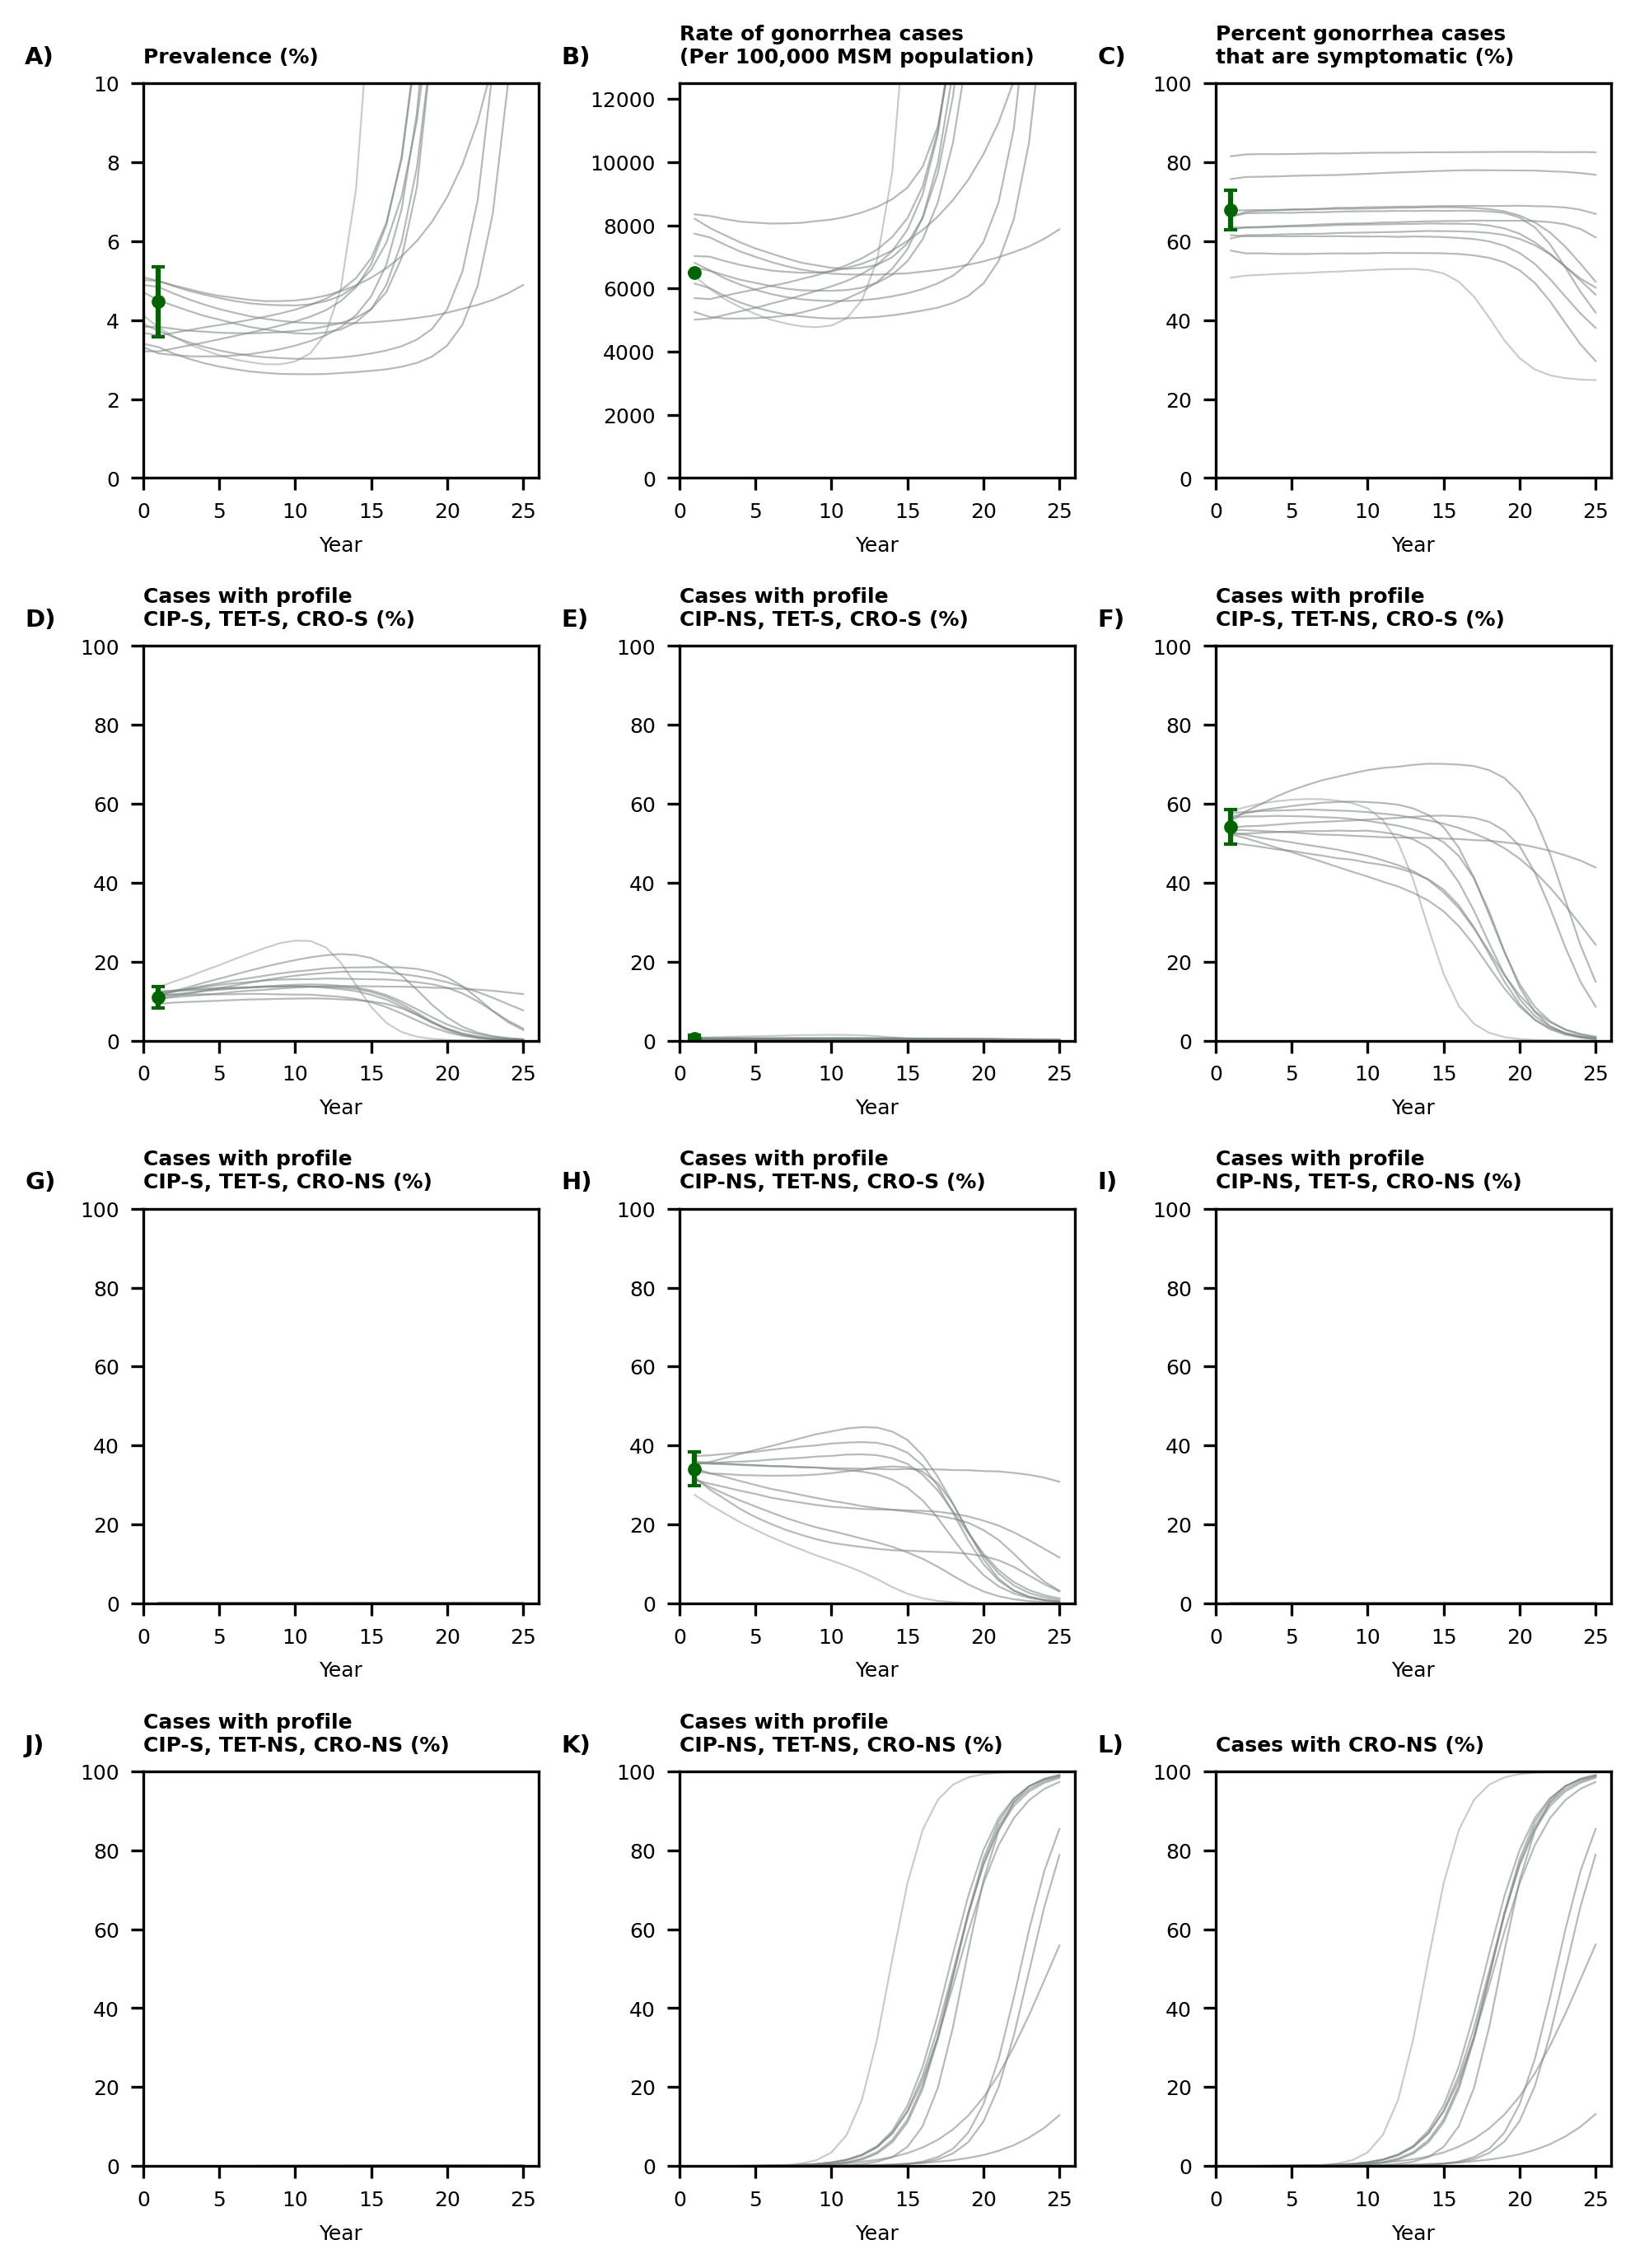 A)
Prevalence (%)
10
8
6
4
2
0
0 5 10 15 20 25
Year
B)
Rate of gonorrhea cases
(Per 100,000 MSM population)
12000
10000
8000
6000
4000
2000
0
0 5 10 15 20 25
Year
C)
Percent gonorrhea cases
that are symptomatic (%)
100
80
60
40
20
0
0 5 10 15 20 25
Year
D)
Cases with profile
CIP-S, TET-S, CRO-S (%)
100
80
60
40
20
0
0 5 10 15 20 25
Year
E)
Cases with profile
CIP-NS, TET-S, CRO-S (%)
100
80
60
40
20
0
0 5 10 15 20 25
Year
F)
Cases with profile
CIP-S, TET-NS, CRO-S (%)
100
80
60
40
20
0
0 5 10 15 20 25
Year
G)
Cases with profile
CIP-S, TET-S, CRO-NS (%)
100
80
60
40
20
0
0 5 10 15 20 25
Year
H)
Cases with profile
CIP-NS, TET-NS, CRO-S (%)
100
80
60
40
20
0
0 5 10 15 20 25
Year
I)
Cases with profile
CIP-NS, TET-S, CRO-NS (%)
100
80
60
40
20
0
0 5 10 15 20 25
Year
J)
Cases with profile
CIP-S, TET-NS, CRO-NS (%)
100
80
60
40
20
0
0 5 10 15 20 25
Year
K)
Cases with profile
CIP-NS, TET-NS, CRO-NS (%)
100
80
60
40
20
0
0 5 10 15 20 25
Year
L)
Cases with CRO-NS (%)
100
80
60
40
20
0
0 5 10 15 20 25
Year